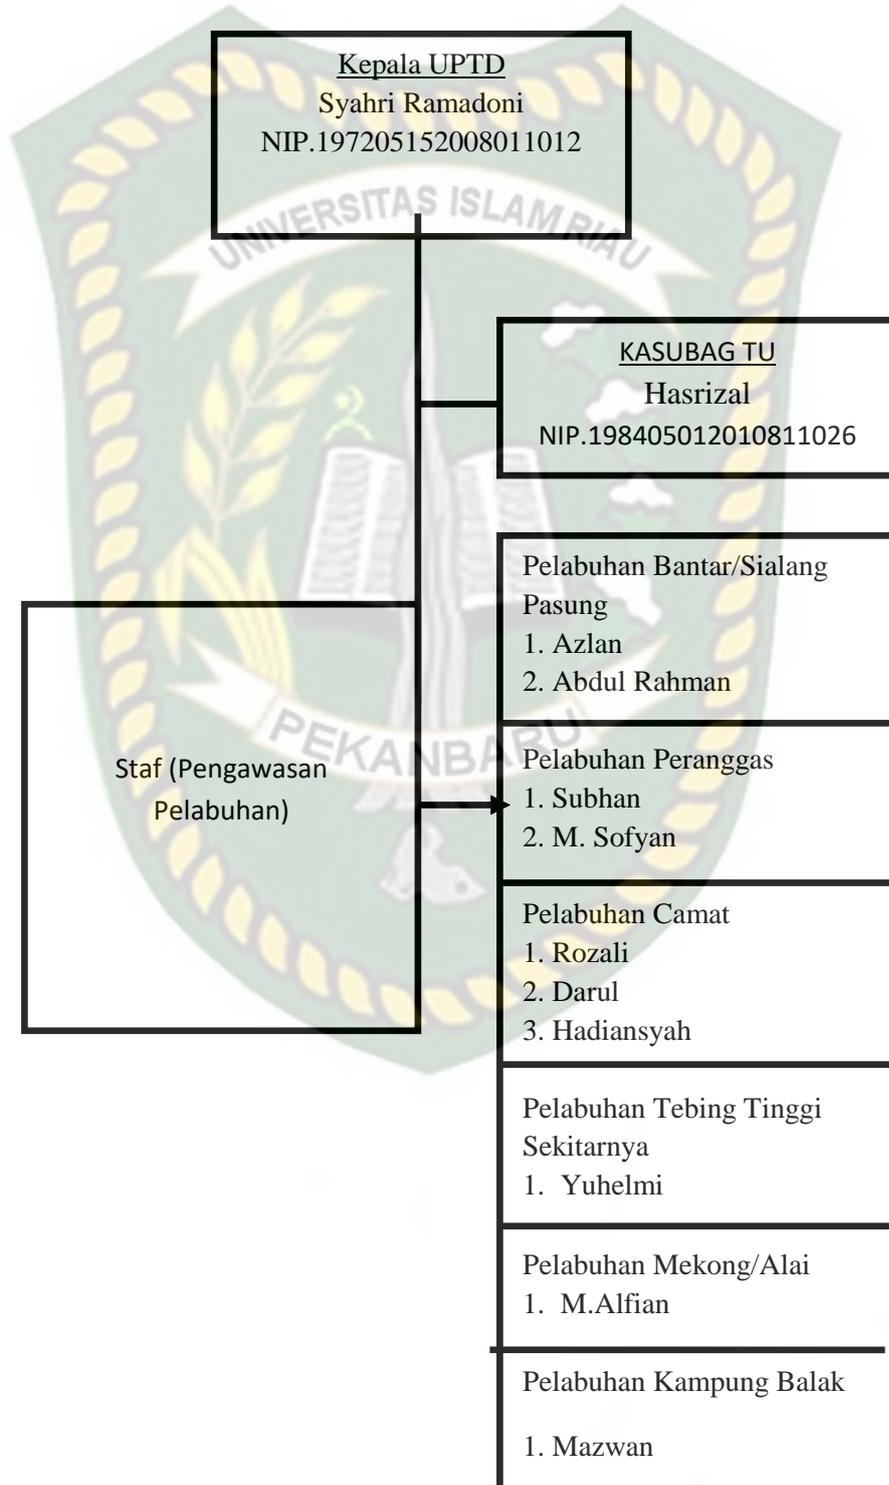 Kepala UPTD
Syahri Ramadoni
NIP.197205152008011012
UNIVERSITAS ISLAM RIAU
KASUBAG TU
Hasrizal
NIP.198405012010811026
Pelabuhan Bantar/Sialang
Pasung
1. Azlan
2. Abdul Rahman
Staf (Pengawasan
Pelabuhan)
PEKANBARU
Pelabuhan Peranggas
1. Subhan
2. M. Sofyan
Pelabuhan Camat
1. Rozali
2. Darul
3. Hadiansyah
Pelabuhan Tebing Tinggi
Sekitarnya
1. Yuhelmi
Pelabuhan Mekong/Alai
1. M.Alfian
Pelabuhan Kampung Balak
1. Mazwan